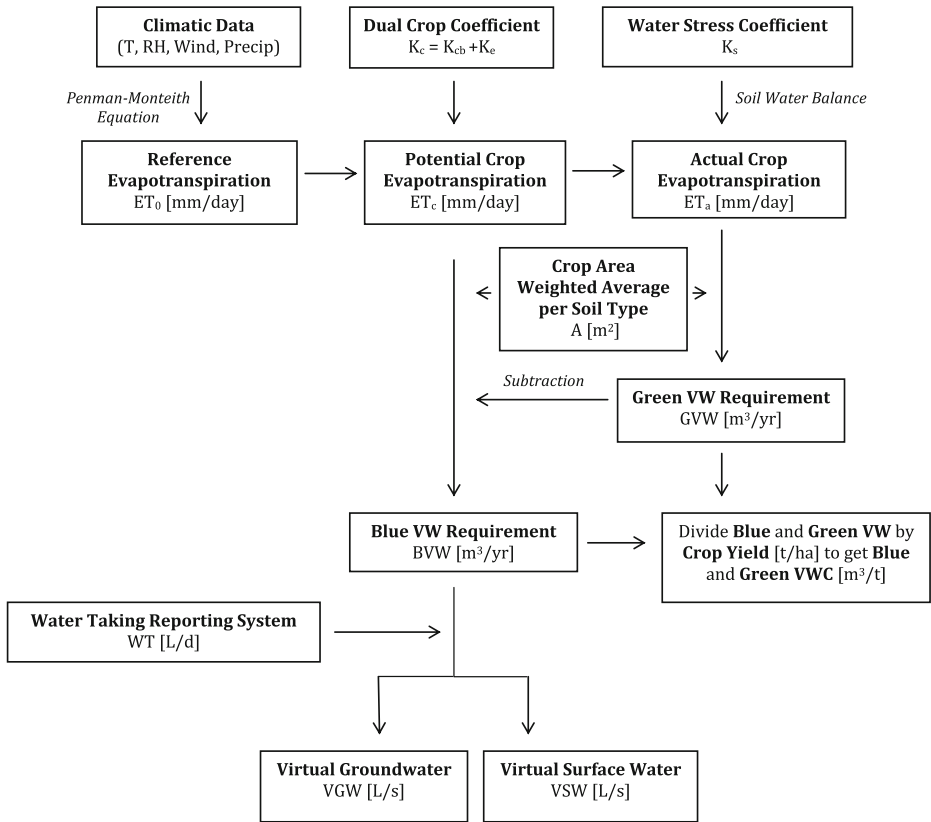 Climatic Data
(T, RH, Wind, Precip)
Dual Crop Coefficient
Kc = Kcb +Ke
Water Stress Coefficient
Ks
Penman-Monteith
Equation
Soil Water Balance
Reference
Evapotranspiration
ET0 [mm/day]
Potential Crop
Evapotranspiration
ETc [mm/day]
Actual Crop
Evapotranspiration
ETa [mm/day]
Crop Area
Weighted Average
per Soil Type
A [m²]
Subtraction
Green VW Requirement
GVW [m³/yr]
Blue VW Requirement
BVW [m³/yr]
Divide Blue and Green VW by
Crop Yield [t/ha] to get Blue
and Green VWC [m³/t]
Water Taking Reporting System
WT [L/d]
Virtual Groundwater
VGW [L/s]
Virtual Surface Water
VSW [L/s]